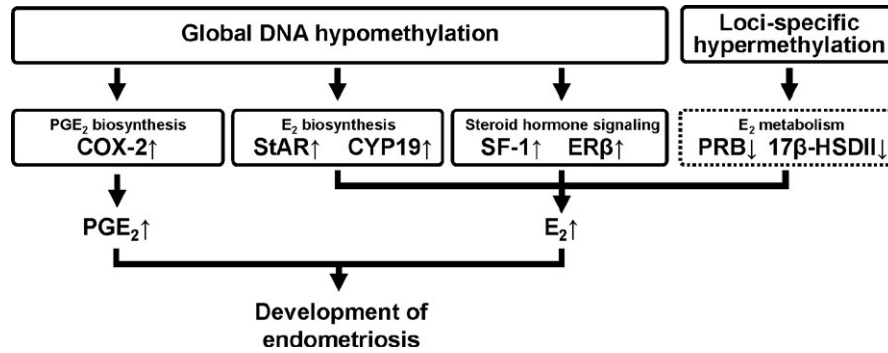 Global DNA hypomethylation
Loci-specific
hypermethylation
PGE₂ biosynthesis
COX-2↑
E₂ biosynthesis
StAR↑ CYP19↑
Steroid hormone signaling
SF-1↑ ERβ↑
E₂ metabolism
PRB↓ 17β-HSDII↓
PGE₂↑
E₂↑
Development of
endometriosis